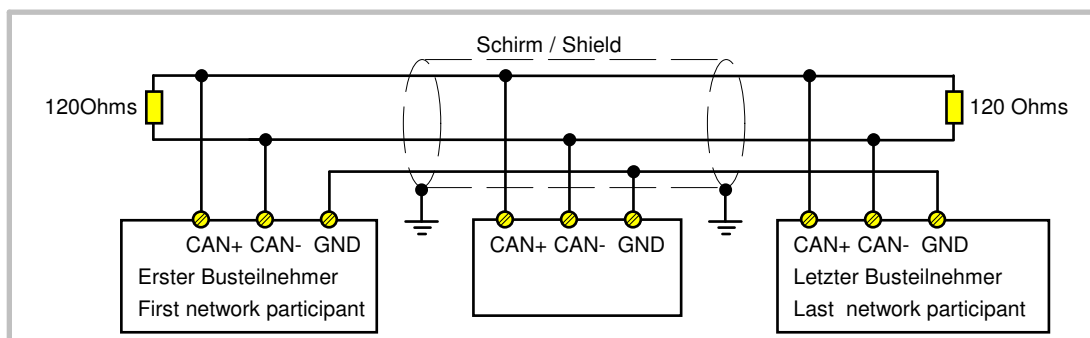 Schirm / Shield
120Ohms
120 Ohms
CAN+ CAN- GND
CAN+ CAN- GND
CAN+ CAN- GND
Erster Busteilnehmer
First network participant
Letzter Busteilnehmer
Last network participant